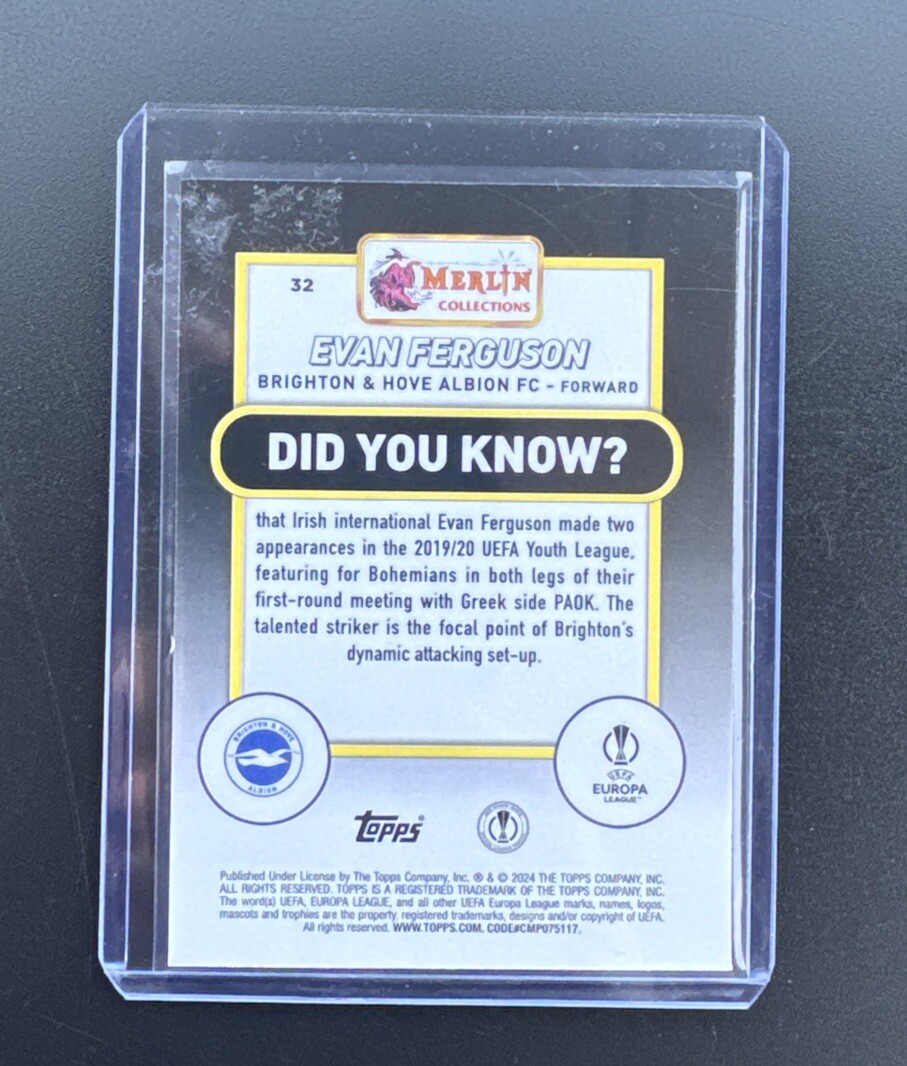 32
MERLIN
COLLECTIONS
EVAN FERGUSON
BRIGHTON & HOVE ALBION FC - FORWARD
DID YOU KNOW?
that Irish international Evan Ferguson made two
appearances in the 2019/20 UEFA Youth League,
featuring for Bohemians in both legs of their
first-round meeting with Greek side PAOK. The
talented striker is the focal point of Brighton's
dynamic attacking set-up.
BRIGHTON & HOVE
ALBION
UEFA
EUROPA
LEAGUE™
topps®
Published Under License by The Topps Company, Inc. ® & © 2024 THE TOPPS COMPANY, INC.
ALL RIGHTS RESERVED. TOPPS IS A REGISTERED TRADEMARK OF THE TOPPS COMPANY, INC.
The word(s) UEFA, EUROPA LEAGUE, and all other UEFA Europa League marks, names, logos,
mascots and trophies are the property, registered trademarks, designs and/or copyright of UEFA.
All rights reserved. WWW.TOPPS.COM. CODE#CMP075117.